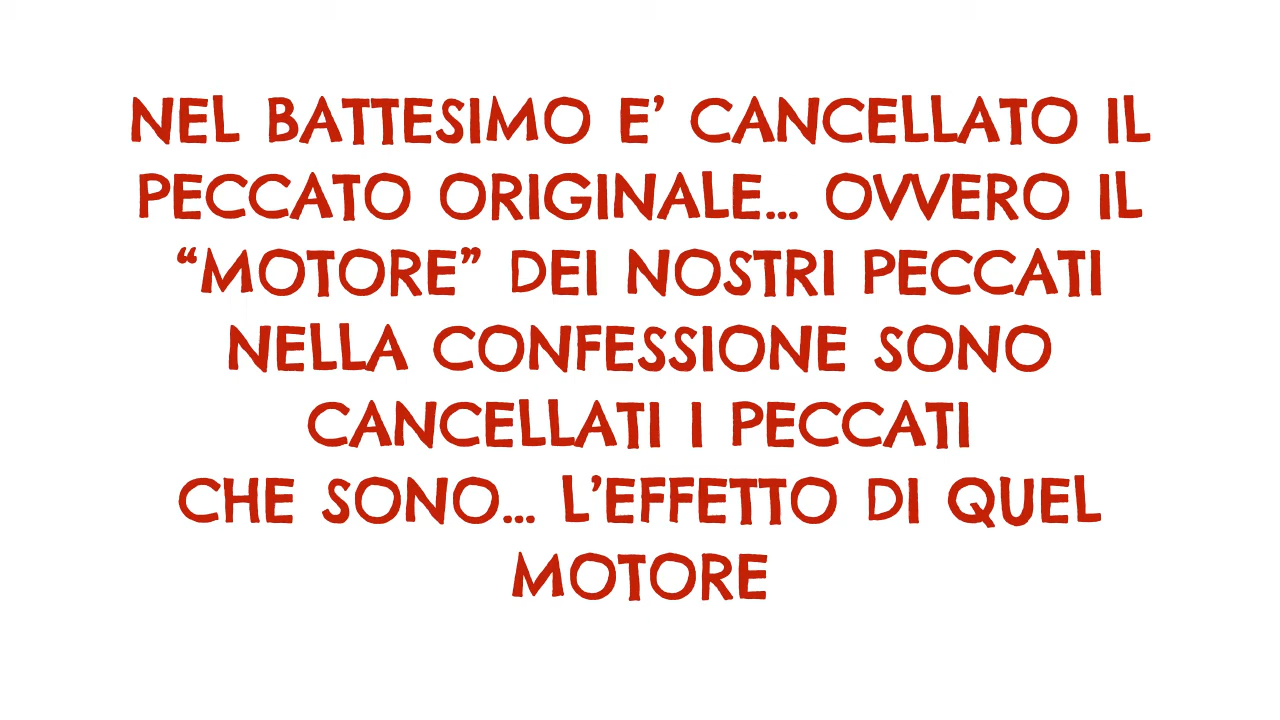 NEL BATTESIMO E’ CANCELLATO IL
PECCATO ORIGINALE... OVVERO IL
“MOTORE” DEI NOSTRI PECCATI
NELLA CONFESSIONE SONO
CANCELLATI I PECCATI
CHE SONO... L’EFFETTO DI QUEL
MOTORE